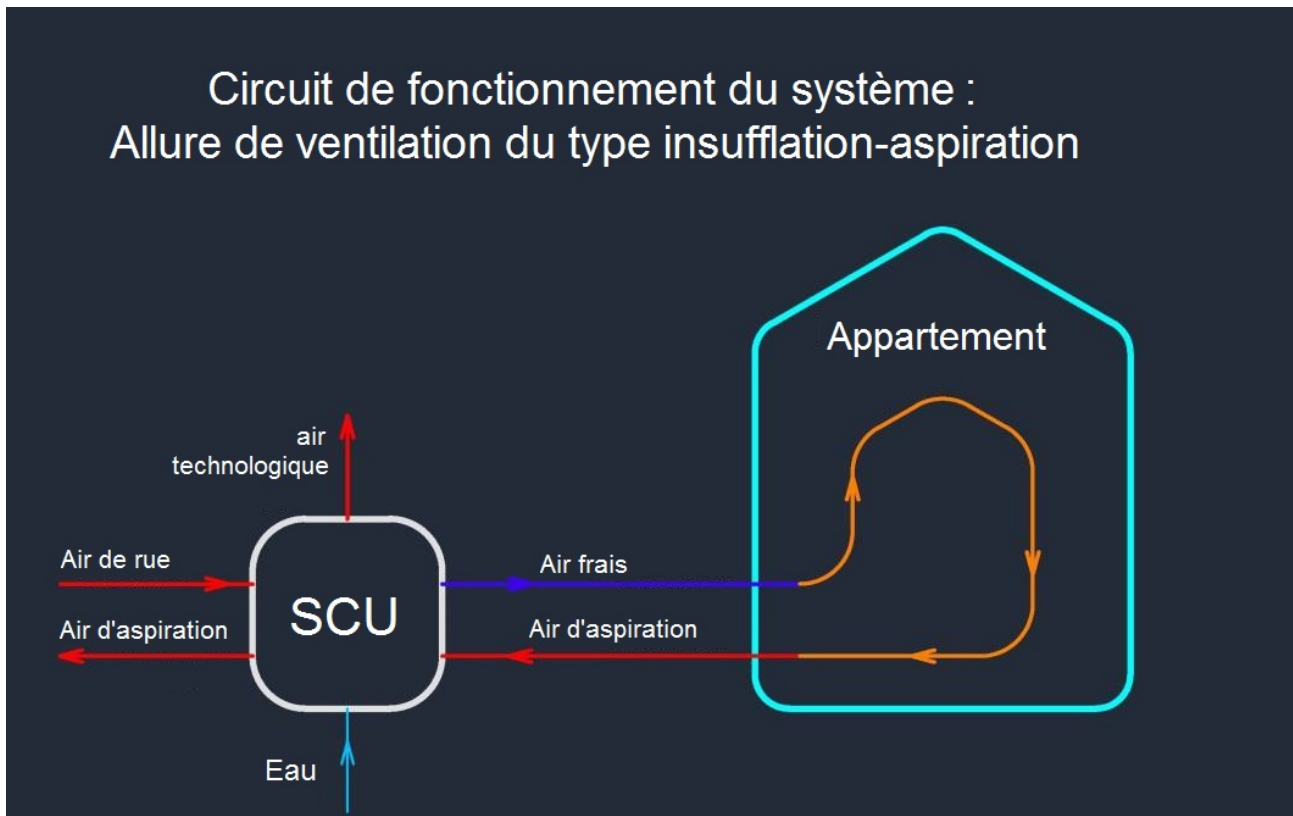 Circuit de fonctionnement du système :
Allure de ventilation du type insufflation-aspiration
Appartement
air
technologique
Air de rue
Air frais
SCU
Air d'aspiration
Air d'aspiration
Eau